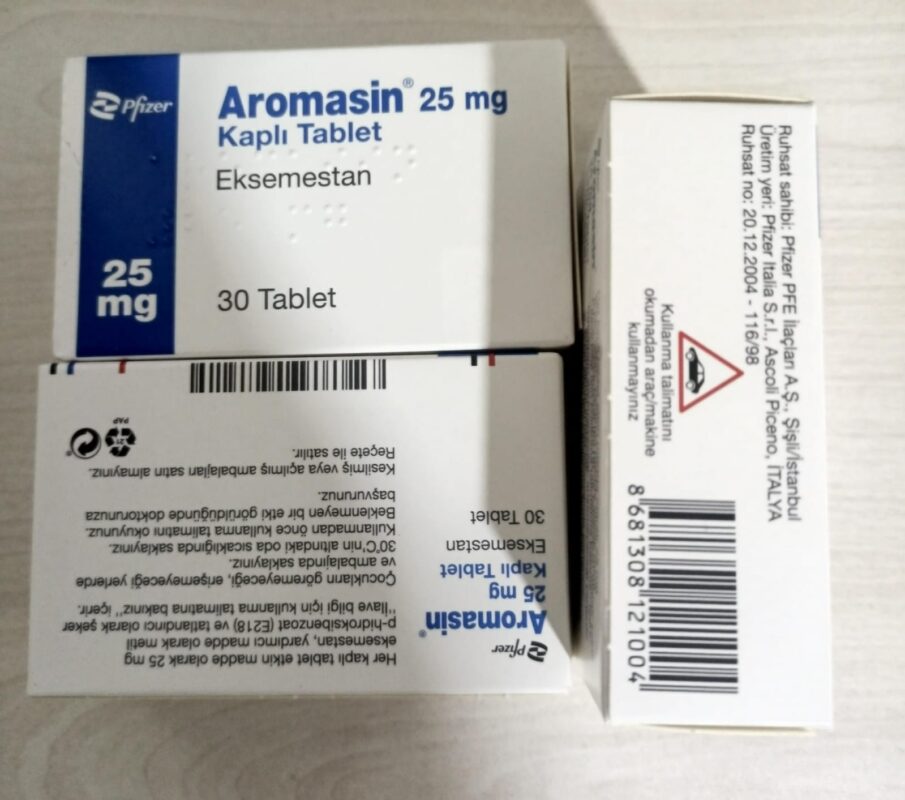 Pfizer
Aromasin® 25 mg
Kaplı Tablet
Eksemestan
25
mg
30 Tablet
Pfizer
Aromasin®
25 mg
Kaplı Tablet
Eksemestan
30 Tablet
Her kaplı tablet etkin madde olarak 25 mg
eksemestan, yardımcı madde olarak metil
p-hidroksibenzoat (E218) ve tatlandırıcı olarak şeker
"İlave bilgi için kullanma talimatına bakınız" içerir.
Çocukların göremeyeceği, erişemeyeceği yerlerde
ve ambalajında saklayınız.
30°C'nin altındaki oda sıcaklığında saklayınız.
Kullanmadan önce kullanma talimatını okuyunuz.
Beklenmeyen bir etki görüldüğünde doktorunuza
başvurunuz.
Kesilmiş veya açılmış ambalajları satın almayınız.
Reçete ile satılır.
21
PAP
Ruhsat sahibi: Pfizer PFE İlaçları A.Ş., Şişli/İstanbul
Üretim yeri: Pfizer Italia S.r.l., Ascoli Piceno, İTALYA
Ruhsat no: 20.12.2004 - 116/98
Kullanma talimatını
okumadan araç/makine
kullanmayınız
8 681308 121004